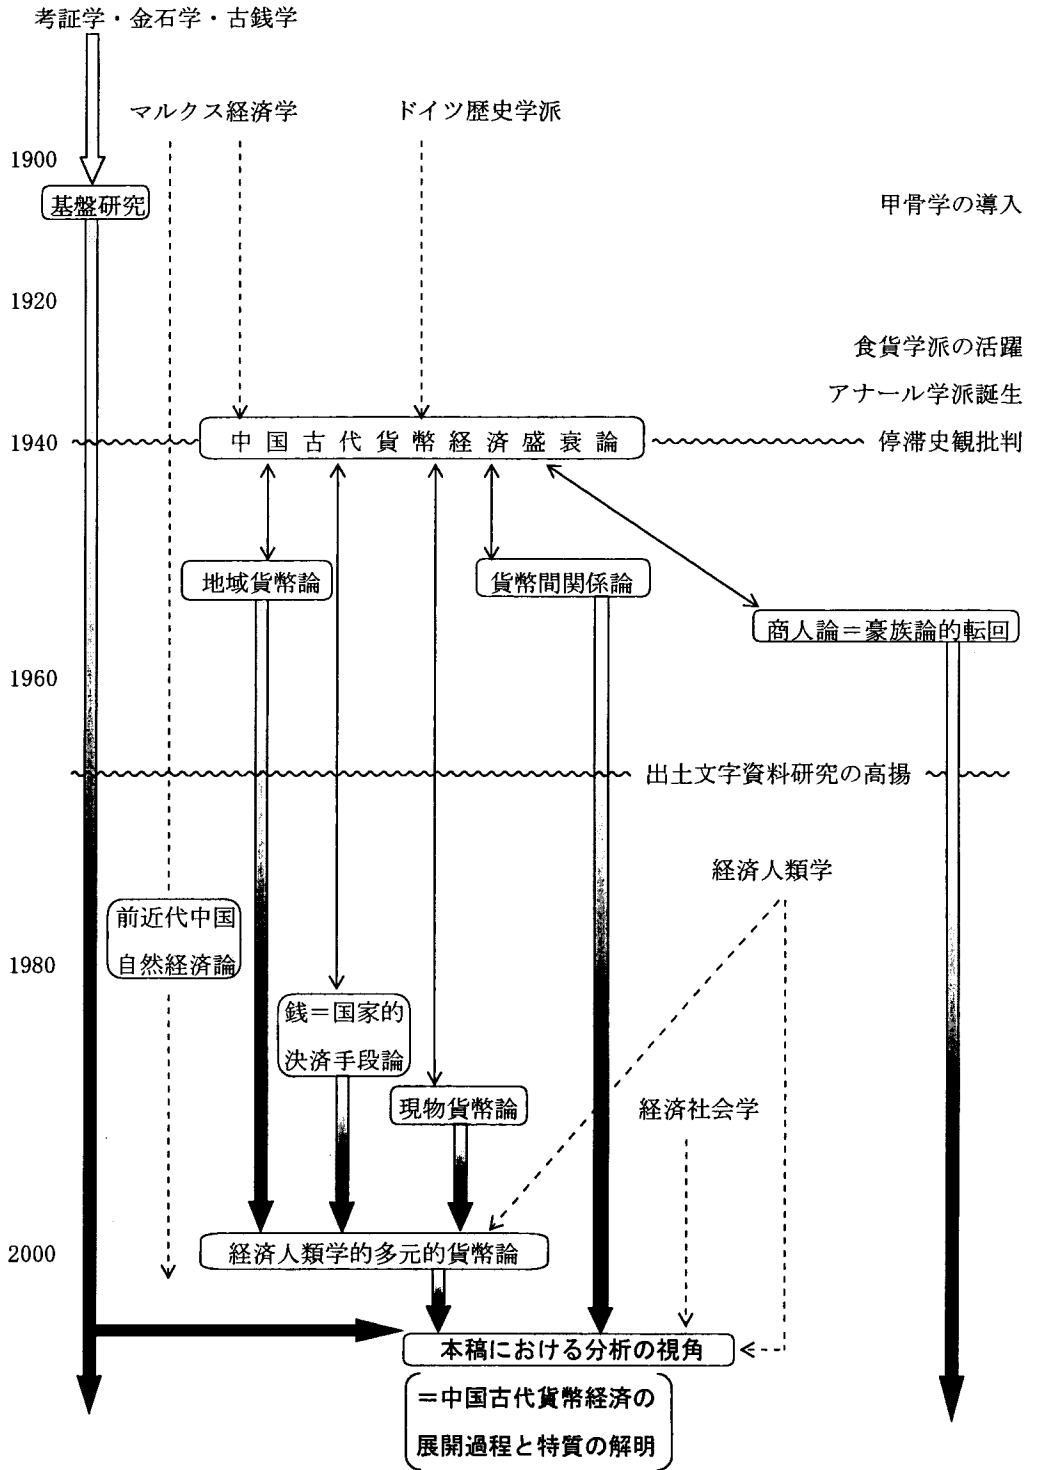 考証学・金石学・古銭学
マルクス経済学
ドイツ歴史学派
1900
基盤研究
甲骨学の導入
1920
食貨学派の活躍
アナール学派誕生
1940
中国古代貨幣経済盛衰論
停滞史観批判
地域貨幣論
貨幣間関係論
商人論＝豪族論的転回
1960
出土文字資料研究の高揚
経済人類学
前近代中国
自然経済論
1980
銭＝国家的
決済手段論
現物貨幣論
経済社会学
2000
経済人類学的多元的貨幣論
本稿における分析の視角
＝中国古代貨幣経済の
展開過程と特質の解明